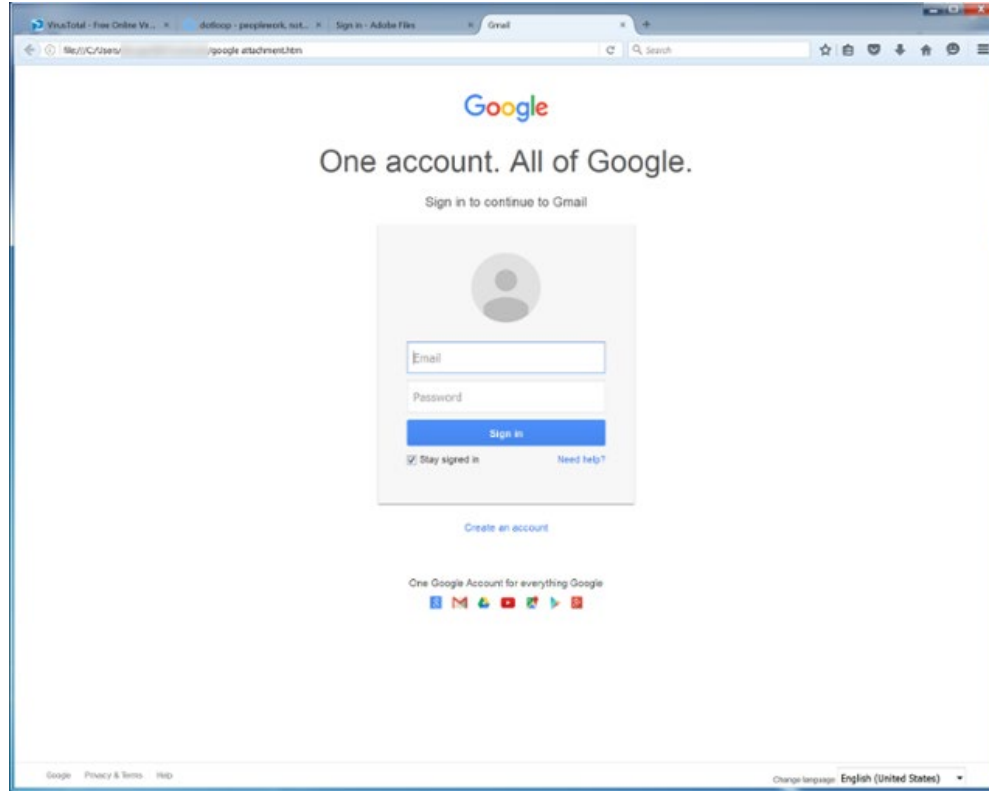 VirusTotal - Free Online Vi... dotloop - peoplework, not... Sign in - Adobe Files Gmail
file:///C:/Users/ /google attachment.htm Search
Google
One account. All of Google.
Sign in to continue to Gmail
Email
Password
Sign in
Stay signed in Need help?
Create an account
One Google Account for everything Google
Google Privacy & Terms Help Change language English (United States)